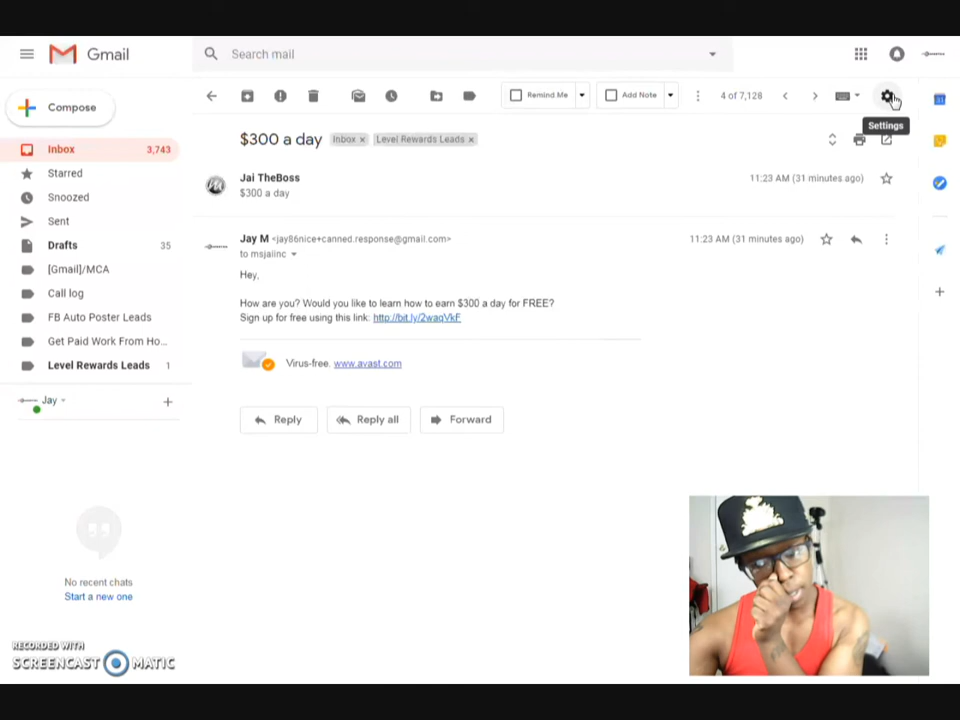 Gmail
Search mail
Compose
Remind Me
Add Note
4 of 7,128
Settings
Inbox 3,743
Starred
Snoozed
Sent
Drafts 35
[Gmail]/MCA
Call log
FB Auto Poster Leads
Get Paid Work From Ho...
Level Rewards Leads 1
Jay
No recent chats
Start a new one
$300 a day Inbox x Level Rewards Leads x
Jai TheBoss 11:23 AM (31 minutes ago)
$300 a day
Jay M <jay86nice+canned.response@gmail.com> 11:23 AM (31 minutes ago)
to msjaiinc
Hey,
How are you? Would you like to learn how to earn $300 a day for FREE?
Sign up for free using this link: http://bit.ly/2waqVkF
Virus-free. www.avast.com
Reply Reply all Forward
31
RECORDED WITH
SCREENCAST MATIC